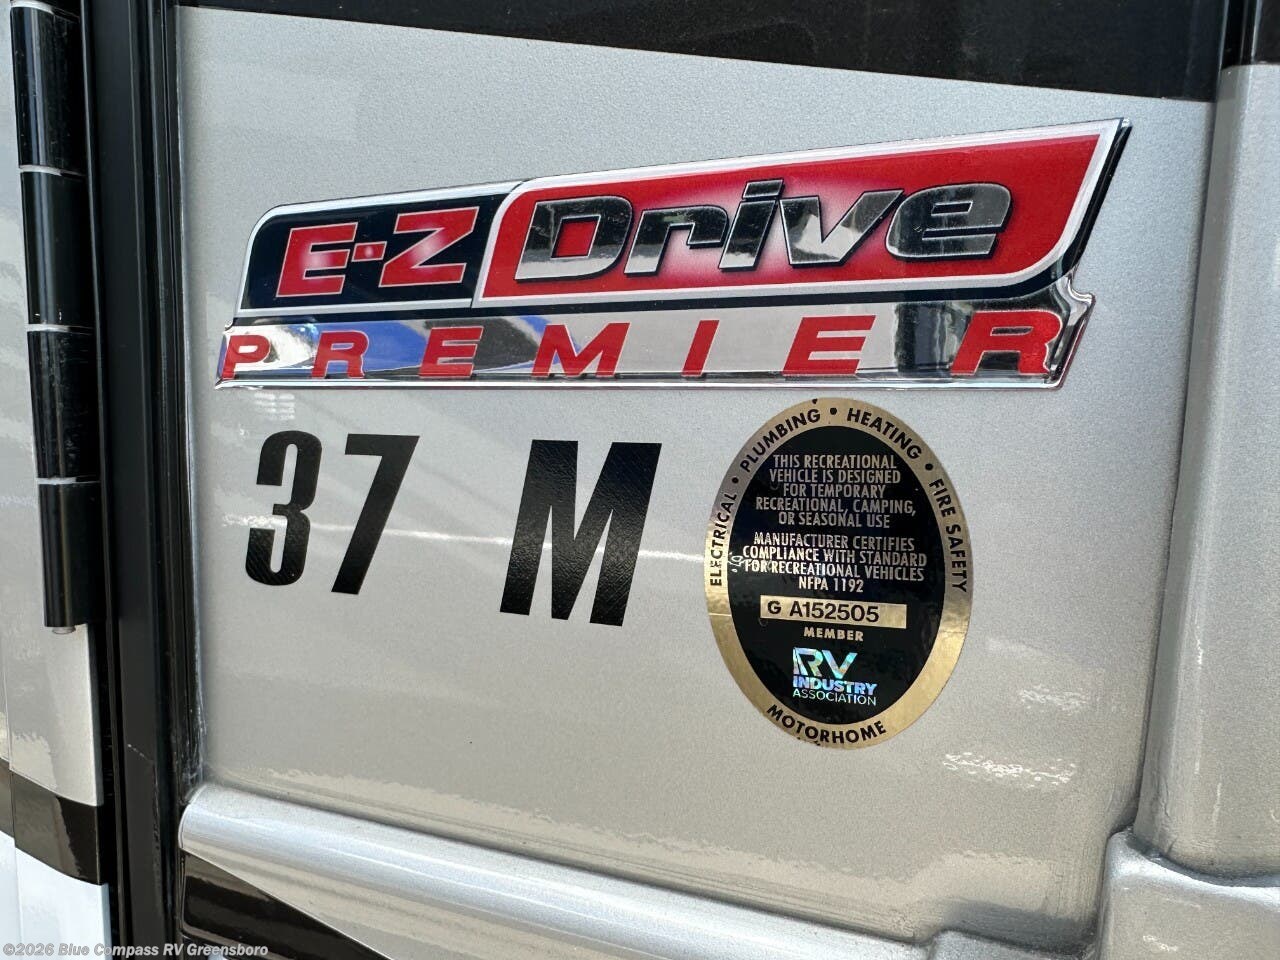 E-Z Drive
PREMIER
37 M
ELECTRICAL • PLUMBING • HEATING • FIRE SAFETY
THIS RECREATIONAL
VEHICLE IS DESIGNED
FOR TEMPORARY
RECREATIONAL, CAMPING,
OR SEASONAL USE
MANUFACTURER CERTIFIES
COMPLIANCE WITH STANDARD
FOR RECREATIONAL VEHICLES
NFPA 1192
G A152505
MEMBER
RV
INDUSTRY
ASSOCIATION
MOTORHOME
©2026 Blue Compass RV Greensboro